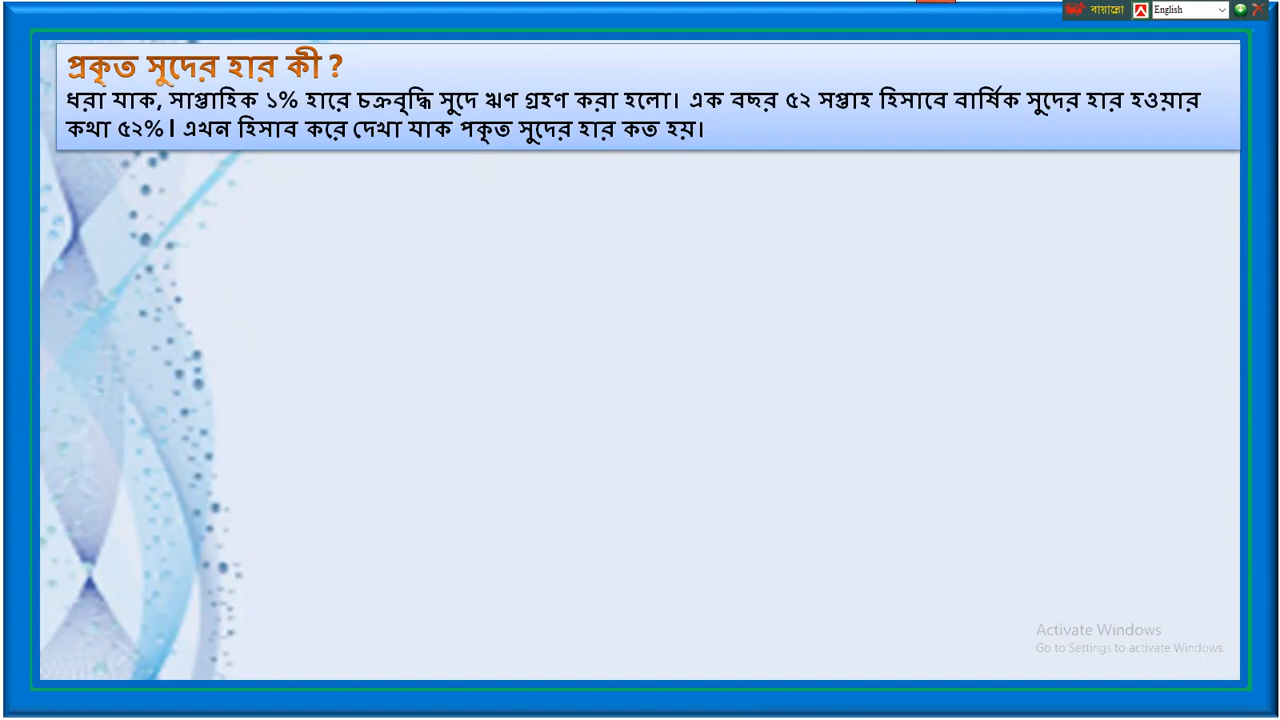 বায়ান্নো
English
প্রকৃত সুদের হার কী ?
ধরা যাক, সাপ্তাহিক ১% হারে চক্রবৃদ্ধি সুদে ঋণ গ্রহণ করা হলো। এক বছর ৫২ সপ্তাহ হিসাবে বার্ষিক সুদের হার হওয়ার
কথা ৫২%। এখন হিসাব করে দেখা যাক পকৃত সুদের হার কত হয়।
Activate Windows
Go to Settings to activate Windows.